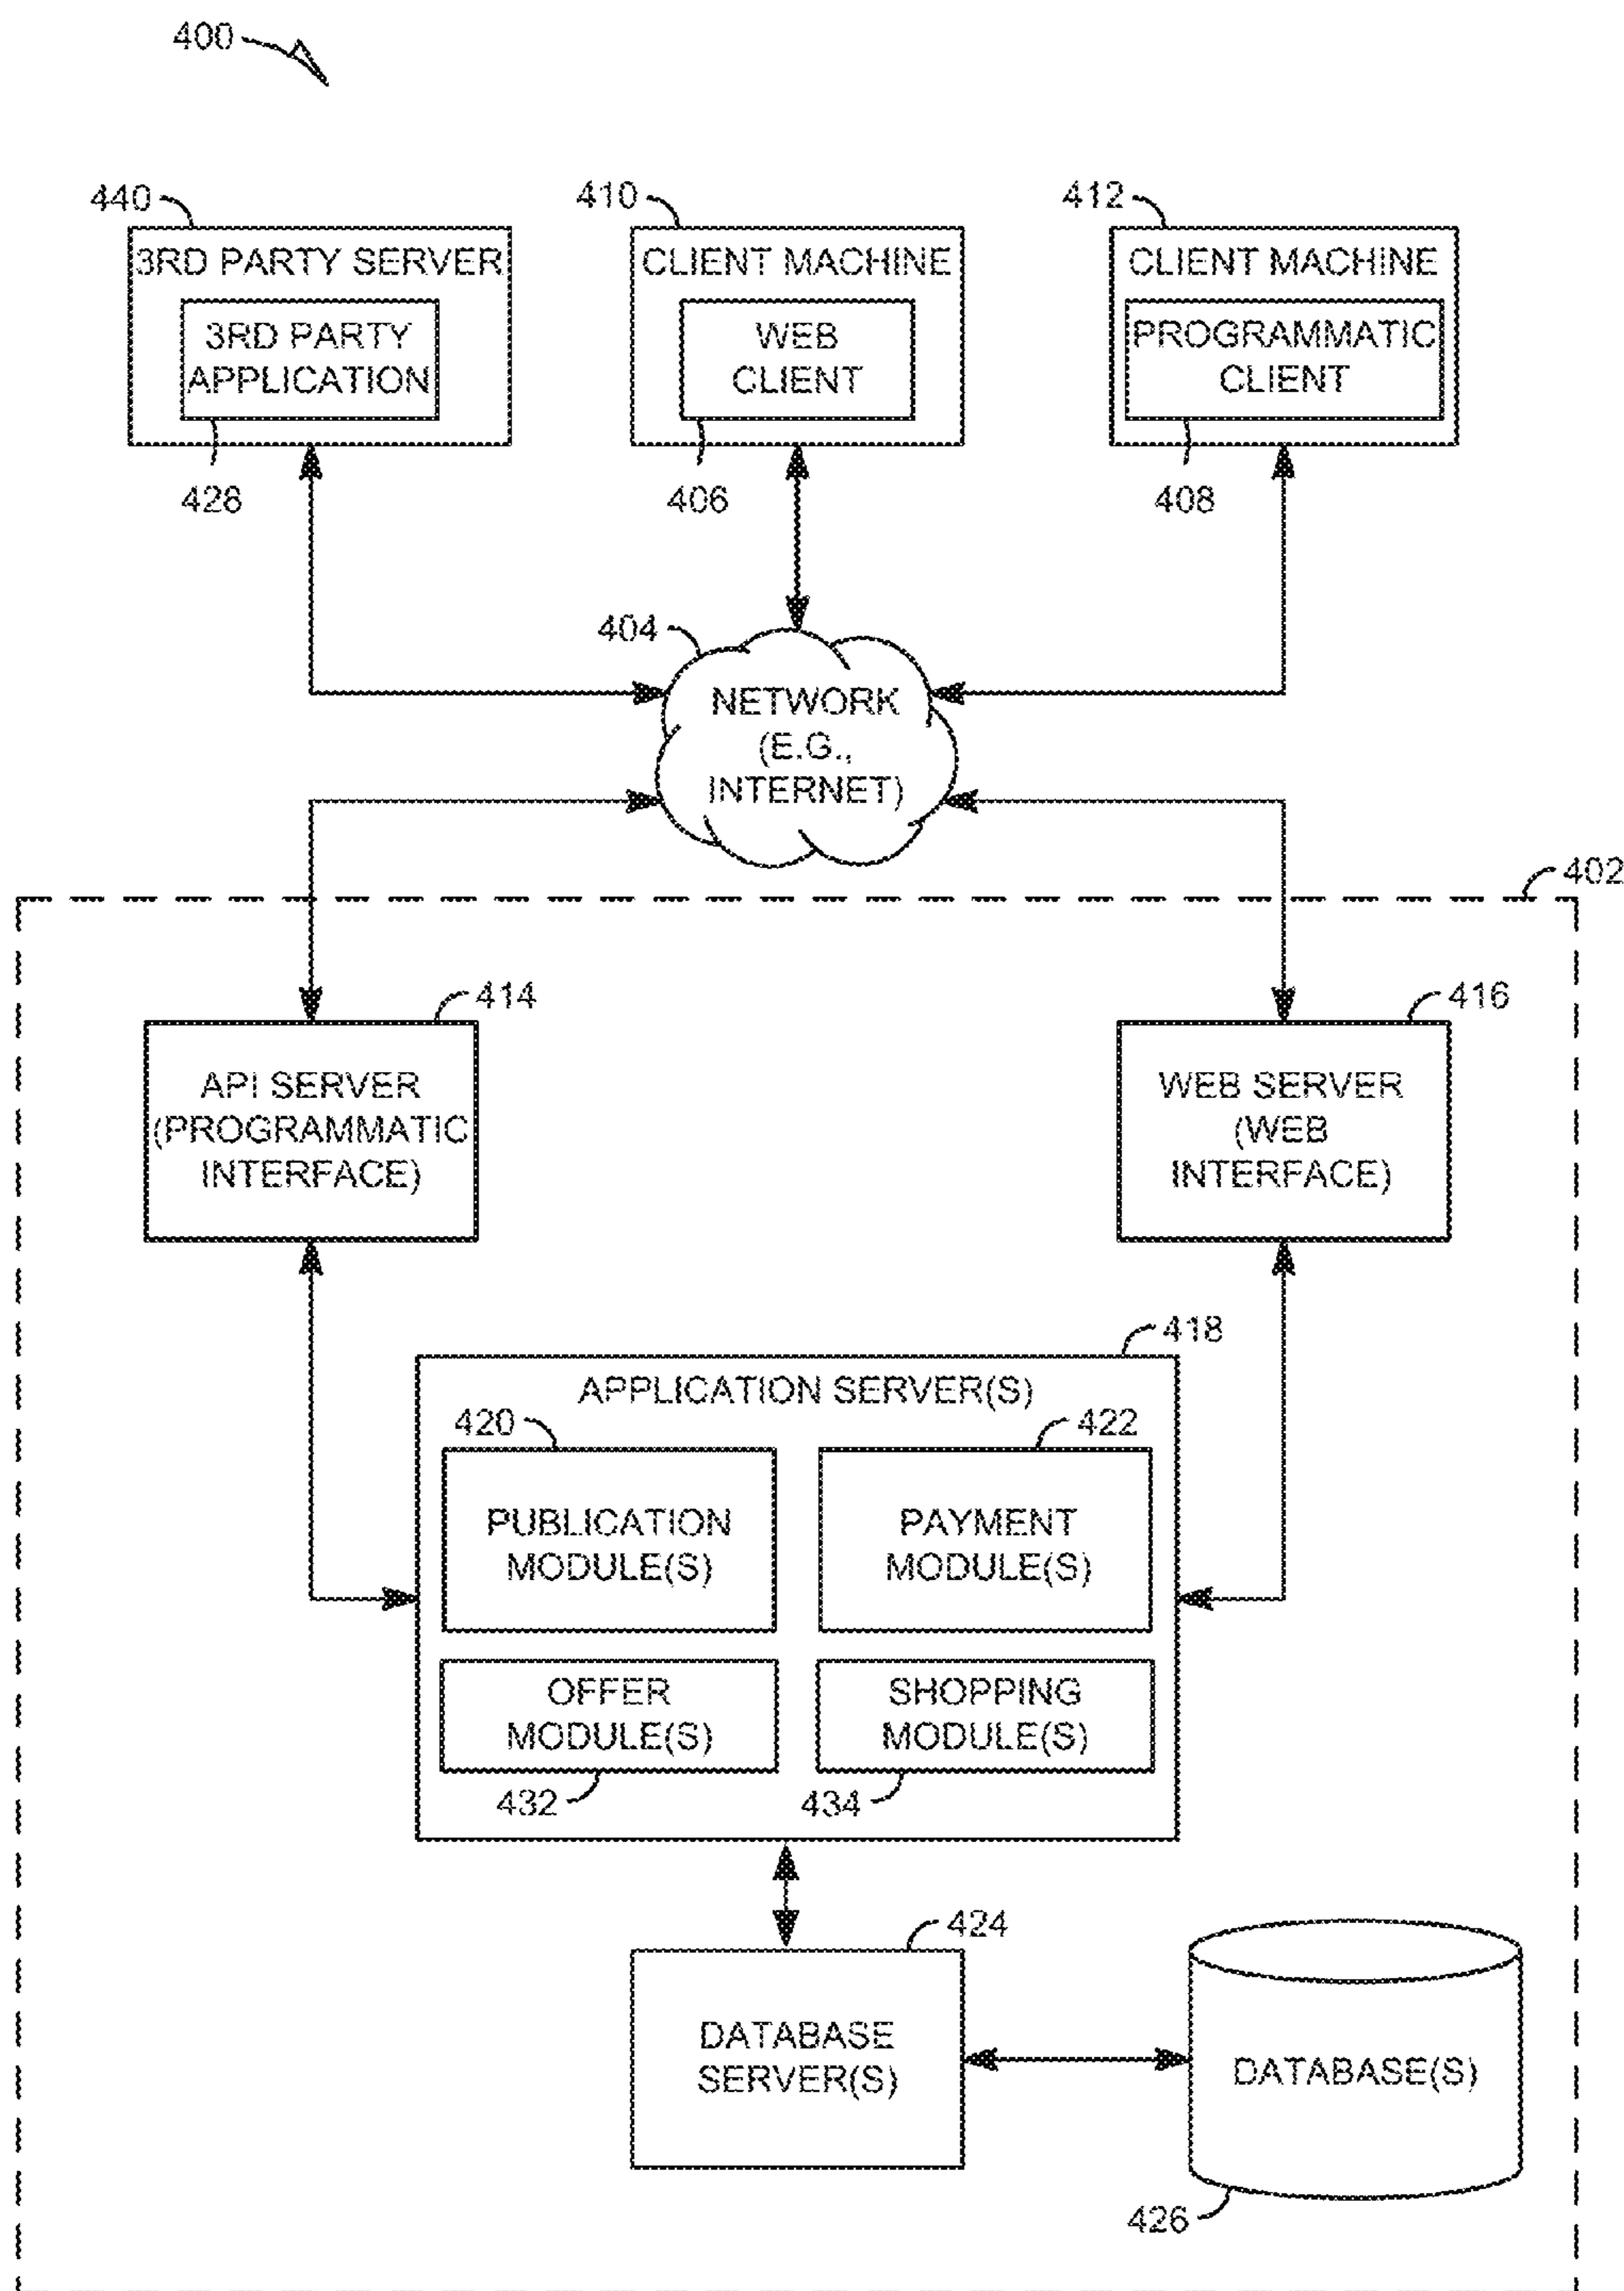 400
440
3RD PARTY SERVER
3RD PARTY
APPLICATION
428
410
CLIENT MACHINE
WEB
CLIENT
406
412
CLIENT MACHINE
PROGRAMMATIC
CLIENT
408
404
NETWORK
(E.G.,
INTERNET)
402
414
API SERVER
(PROGRAMMATIC
INTERFACE)
416
WEB SERVER
(WEB
INTERFACE)
418
APPLICATION SERVER(S)
420
PUBLICATION
MODULE(S)
422
PAYMENT
MODULE(S)
OFFER
MODULE(S)
432
SHOPPING
MODULE(S)
434
424
DATABASE
SERVER(S)
DATABASE(S)
426